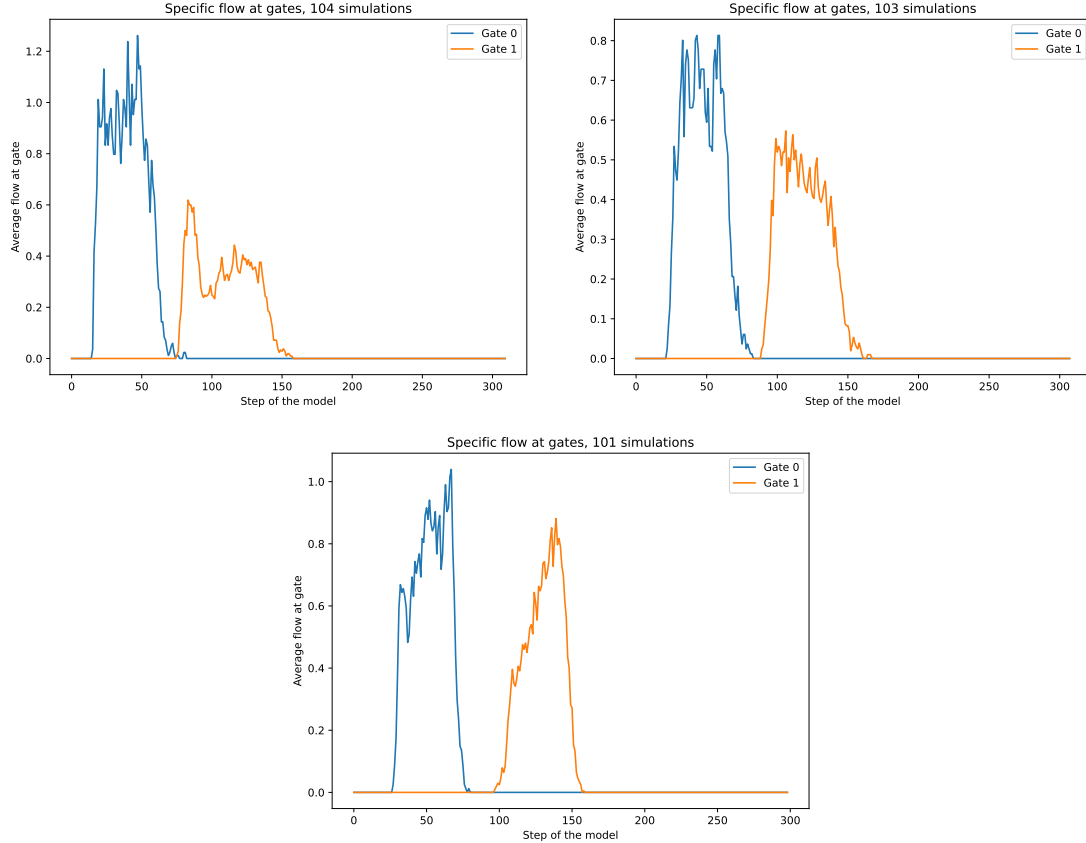 Specific flow at gates, 104 simulations
Gate 0
Gate 1
1.2
1.0
0.8
0.6
0.4
0.2
0.0
Average flow at gate
0 50 100 150 200 250 300
Step of the model
Specific flow at gates, 103 simulations
Gate 0
Gate 1
0.8
0.7
0.6
0.5
0.4
0.3
0.2
0.1
0.0
Average flow at gate
0 50 100 150 200 250 300
Step of the model
Specific flow at gates, 101 simulations
Gate 0
Gate 1
1.0
0.8
0.6
0.4
0.2
0.0
Average flow at gate
0 50 100 150 200 250 300
Step of the model